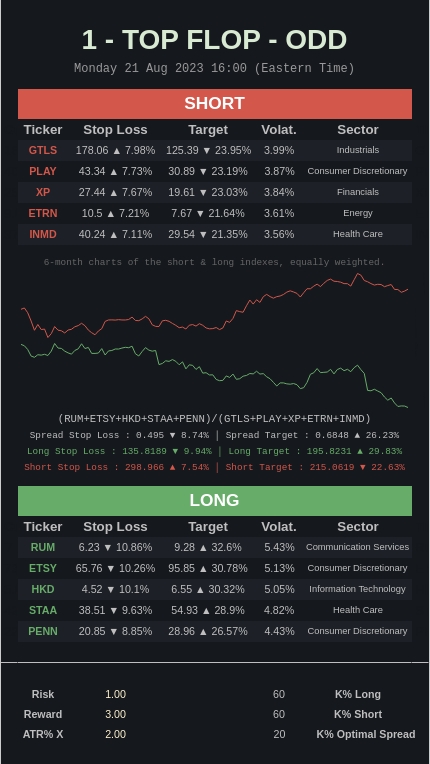 1 - TOP FLOP - ODD
Monday 21 Aug 2023 16:00 (Eastern Time)
SHORT
Ticker Stop Loss Target Volat. Sector
GTLS 178.06 ▲ 7.98% 125.39 ▼ 23.95% 3.99% Industrials
PLAY 43.34 ▲ 7.73% 30.89 ▼ 23.19% 3.87% Consumer Discretionary
XP 27.44 ▲ 7.67% 19.61 ▼ 23.03% 3.84% Financials
ETRN 10.5 ▲ 7.21% 7.67 ▼ 21.64% 3.61% Energy
INMD 40.24 ▲ 7.11% 29.54 ▼ 21.35% 3.56% Health Care
6-month charts of the short & long indexes, equally weighted.
(RUM+ETSY+HKD+STAA+PENN)/(GTLS+PLAY+XP+ETRN+INMD)
Spread Stop Loss : 0.495 ▼ 8.74% | Spread Target : 0.6848 ▲ 26.23%
Long Stop Loss : 135.8189 ▼ 9.94% | Long Target : 195.8231 ▲ 29.83%
Short Stop Loss : 298.966 ▲ 7.54% | Short Target : 215.0619 ▼ 22.63%
LONG
Ticker Stop Loss Target Volat. Sector
RUM 6.23 ▼ 10.86% 9.28 ▲ 32.6% 5.43% Communication Services
ETSY 65.76 ▼ 10.26% 95.85 ▲ 30.78% 5.13% Consumer Discretionary
HKD 4.52 ▼ 10.1% 6.55 ▲ 30.32% 5.05% Information Technology
STAA 38.51 ▼ 9.63% 54.93 ▲ 28.9% 4.82% Health Care
PENN 20.85 ▼ 8.85% 28.96 ▲ 26.57% 4.43% Consumer Discretionary
Risk 1.00 60 K% Long
Reward 3.00 60 K% Short
ATR% X 2.00 20 K% Optimal Spread